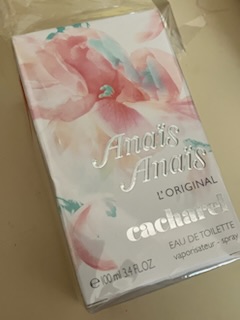 Anaïs
Anaïs
L'ORIGINAL
cacharel
EAU DE TOILETTE
vaporisateur - spray
e 100 ml 3.4 FL.OZ